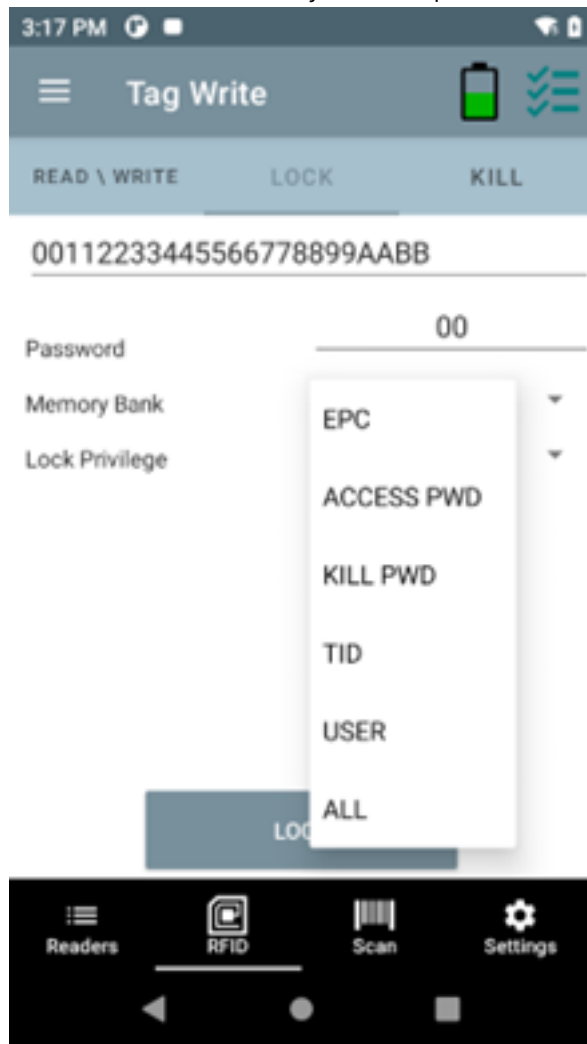 3:17 PM
Tag Write
READ \ WRITE LOCK KILL
00112233445566778899AABB
Password 00
Memory Bank
Lock Privilege
EPC
ACCESS PWD
KILL PWD
TID
USER
ALL
Readers RFID Scan Settings